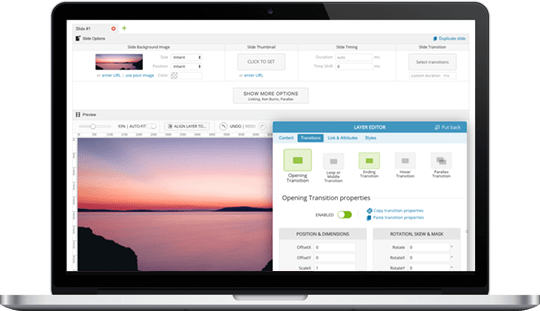 Slide #1
Slide Options
Duplicate slide
Slide Background Image
Slide Thumbnail
Slide Timing
Slide Transition
Size
Inherit
CLICK TO SET
Duration
auto
ms
Select transitions
Position
Inherit
Time Shift
0
ms
or enter URL | use post image
Color
or enter URL
custom duration
ms
SHOW MORE OPTIONS
Linking, Ken Burns, Parallax
Preview
LAYER EDITOR
Put back
93% | AUTO-FIT
ALIGN LAYER TO...
UNDO
Content
Transitions
Link & Attributes
Styles
Opening
Transition
Loop or
Middle
Transition
Ending
Transition
Hover
Transition
Parallax
Transition
Opening Transition properties
ENABLED
Copy transition properties
Paste transition properties
POSITION & DIMENSIONS
ROTATION, SKEW & MASK
OffsetX
0
Rotate
0
OffsetY
0
RotateX
0
ScaleX
1
RotateY